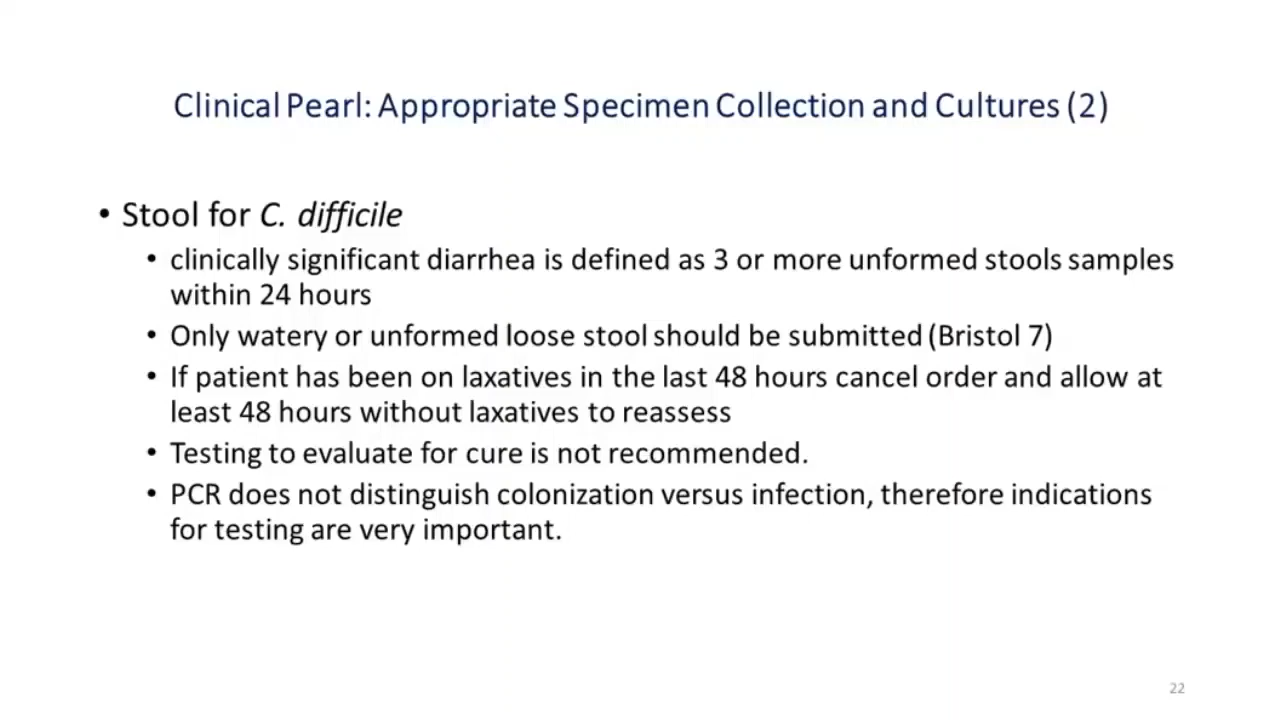 Clinical Pearl: Appropriate Specimen Collection and Cultures (2)
• Stool for C. difficile
• clinically significant diarrhea is defined as 3 or more unformed stools samples
within 24 hours
• Only watery or unformed loose stool should be submitted (Bristol 7)
• If patient has been on laxatives in the last 48 hours cancel order and allow at
least 48 hours without laxatives to reassess
• Testing to evaluate for cure is not recommended.
• PCR does not distinguish colonization versus infection, therefore indications
for testing are very important.
22